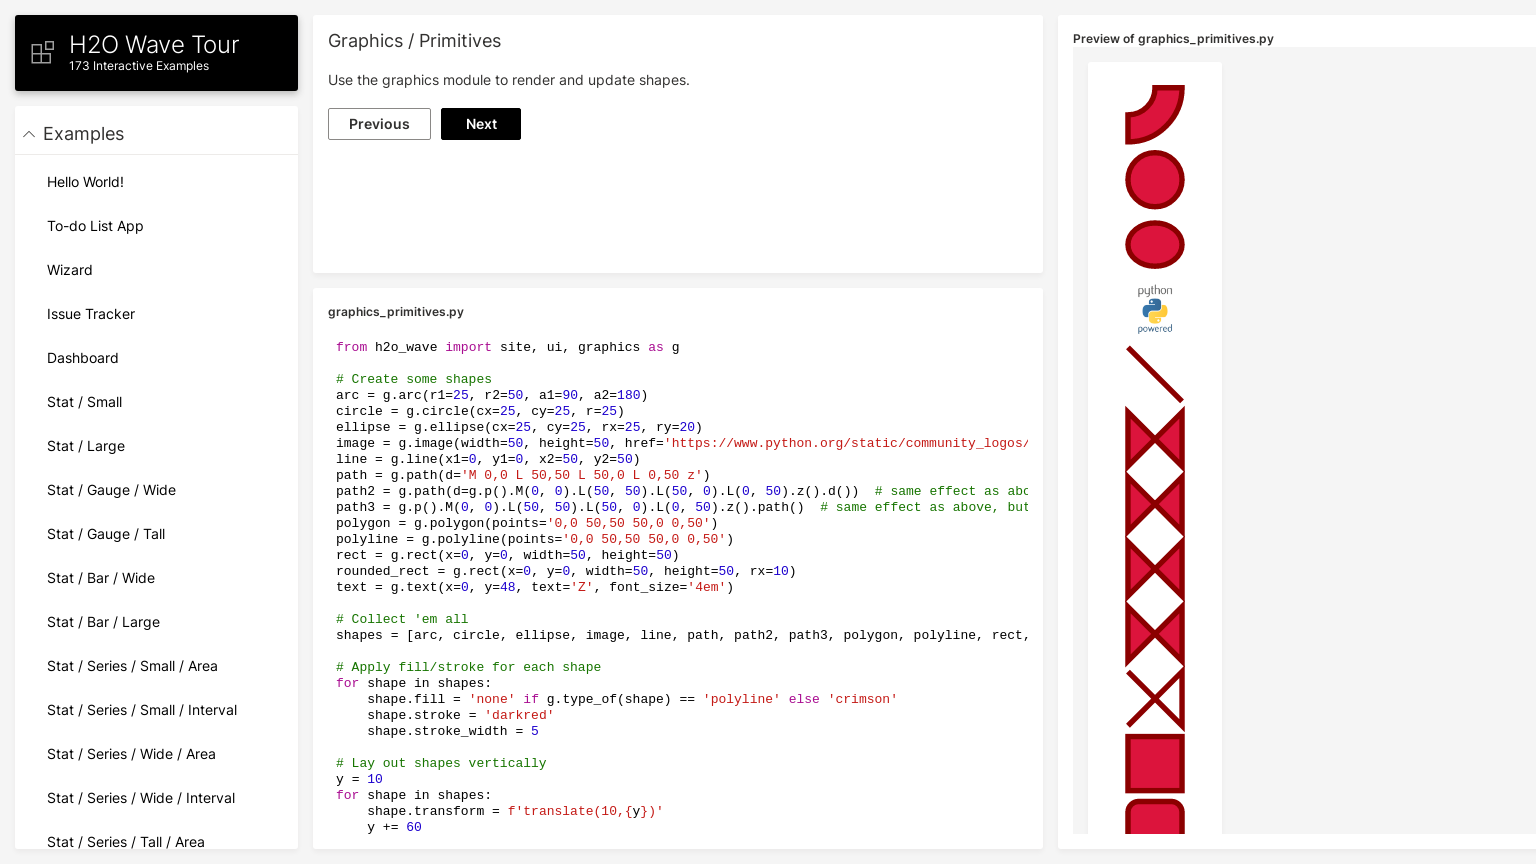 H2O Wave Tour
173 Interactive Examples
Examples
Hello World!
To-do List App
Wizard
Issue Tracker
Dashboard
Stat / Small
Stat / Large
Stat / Gauge / Wide
Stat / Gauge / Tall
Stat / Bar / Wide
Stat / Bar / Large
Stat / Series / Small / Area
Stat / Series / Small / Interval
Stat / Series / Wide / Area
Stat / Series / Wide / Interval
Stat / Series / Tall / Area
Graphics / Primitives
Use the graphics module to render and update shapes.
Previous
Next
graphics_primitives.py
from h2o_wave import site, ui, graphics as g
# Create some shapes
arc = g.arc(r1=25, r2=50, a1=90, a2=180)
circle = g.circle(cx=25, cy=25, r=25)
ellipse = g.ellipse(cx=25, cy=25, rx=25, ry=20)
image = g.image(width=50, height=50, href='https://www.python.org/static/community_logos/
line = g.line(x1=0, y1=0, x2=50, y2=50)
path = g.path(d='M 0,0 L 50,50 L 50,0 L 0,50 z')
path2 = g.path(d=g.p().M(0, 0).L(50, 50).L(50, 0).L(0, 50).z().d())  # same effect as abo
path3 = g.p().M(0, 0).L(50, 50).L(50, 0).L(0, 50).z().path()  # same effect as above, but
polygon = g.polygon(points='0,0 50,50 50,0 0,50')
polyline = g.polyline(points='0,0 50,50 50,0 0,50')
rect = g.rect(x=0, y=0, width=50, height=50)
rounded_rect = g.rect(x=0, y=0, width=50, height=50, rx=10)
text = g.text(x=0, y=48, text='Z', font_size='4em')
# Collect 'em all
shapes = [arc, circle, ellipse, image, line, path, path2, path3, polygon, polyline, rect,
# Apply fill/stroke for each shape
for shape in shapes:
    shape.fill = 'none' if g.type_of(shape) == 'polyline' else 'crimson'
    shape.stroke = 'darkred'
    shape.stroke_width = 5
# Lay out shapes vertically
y = 10
for shape in shapes:
    shape.transform = f'translate(10,{y})'
    y += 60
Preview of graphics_primitives.py
python
powered